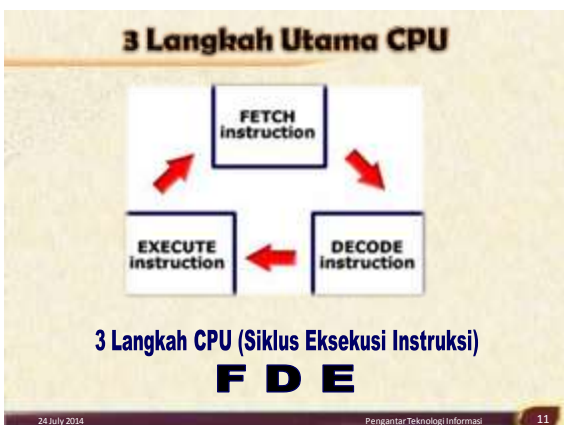 3 Langkah Utama CPU
FETCH
instruction
EXECUTE
instruction
DECODE
instruction
3 Langkah CPU (Siklus Eksekusi Instruksi)
F D E
24 July 2014
Pengantar Teknologi Informasi
11